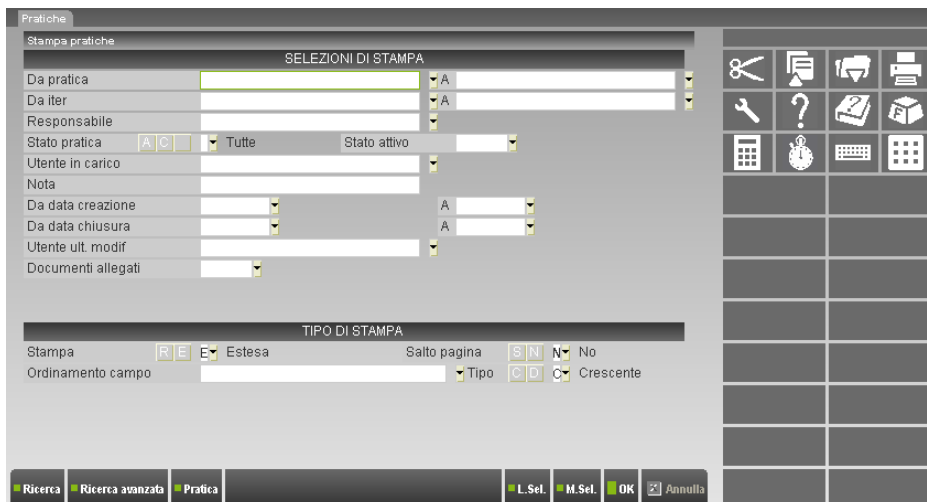 Pratiche
Stampa pratiche
SELEZIONI DI STAMPA
Da pratica A
Da iter A
Responsabile
Stato pratica A C Tutte Stato attivo
Utente in carico
Nota
Da data creazione A
Da data chiusura A
Utente ult. modif
Documenti allegati
TIPO DI STAMPA
Stampa R E E Estesa Salto pagina S N N No
Ordinamento campo Tipo C D C Crescente
Ricerca Ricerca avanzata Pratica L.Sel. M.Sel. OK Annulla